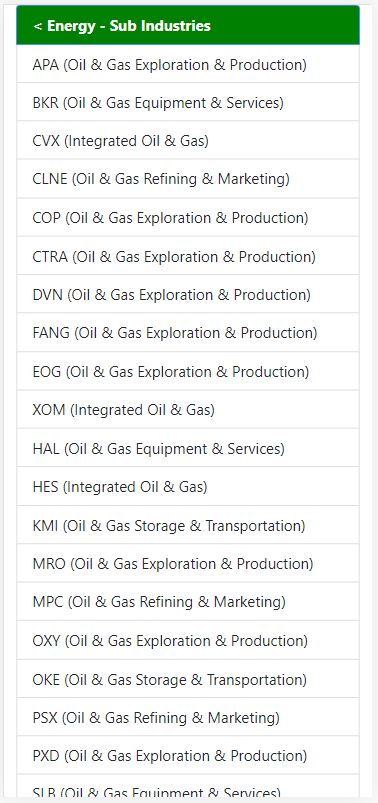 < Energy - Sub Industries
APA (Oil & Gas Exploration & Production)
BKR (Oil & Gas Equipment & Services)
CVX (Integrated Oil & Gas)
CLNE (Oil & Gas Refining & Marketing)
COP (Oil & Gas Exploration & Production)
CTRA (Oil & Gas Exploration & Production)
DVN (Oil & Gas Exploration & Production)
FANG (Oil & Gas Exploration & Production)
EOG (Oil & Gas Exploration & Production)
XOM (Integrated Oil & Gas)
HAL (Oil & Gas Equipment & Services)
HES (Integrated Oil & Gas)
KMI (Oil & Gas Storage & Transportation)
MRO (Oil & Gas Exploration & Production)
MPC (Oil & Gas Refining & Marketing)
OXY (Oil & Gas Exploration & Production)
OKE (Oil & Gas Storage & Transportation)
PSX (Oil & Gas Refining & Marketing)
PXD (Oil & Gas Exploration & Production)
SLB (Oil & Gas Equipment & Services)